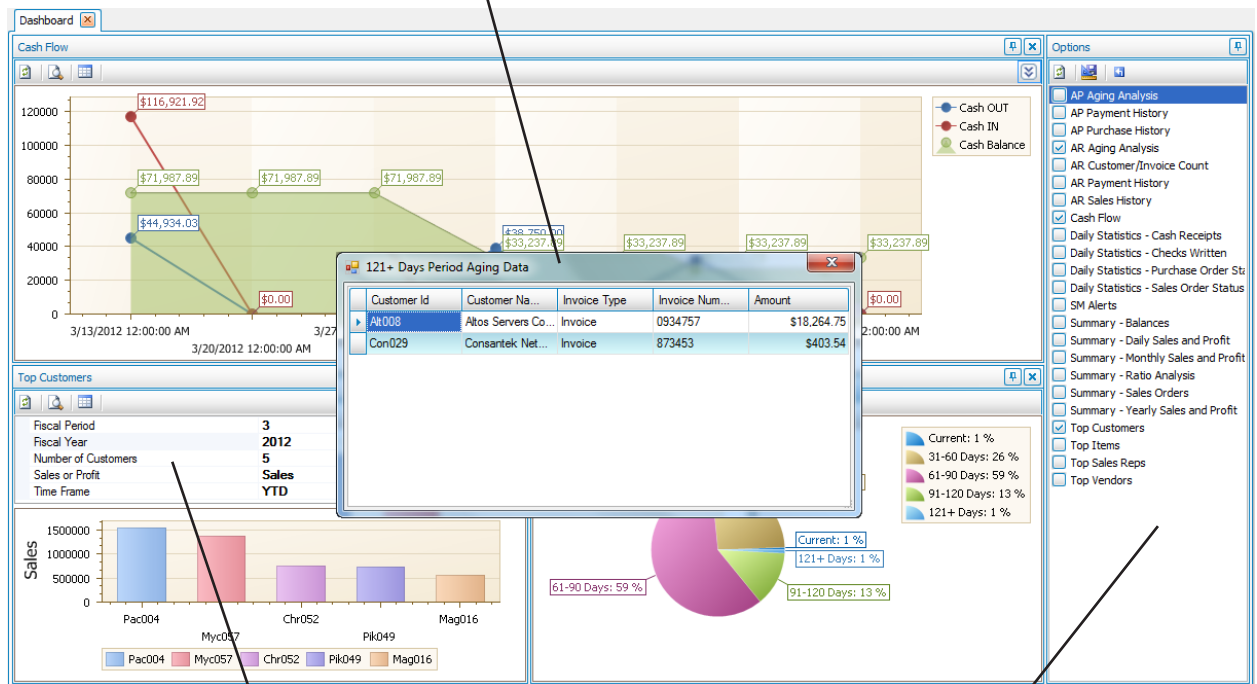 Dashboard
Cash Flow
Options
120000
100000
80000
60000
40000
20000
0
$116,921.92
$71,987.89
$71,987.89
$71,987.89
$44,934.03
$0.00
$38,750.00
$33,237.89
$33,237.89
$33,237.89
$33,237.89
$0.00
Cash OUT
Cash IN
Cash Balance
3/13/2012 12:00:00 AM
3/20/2012 12:00:00 AM
3/27
2:00:00 AM
121+ Days Period Aging Data
Customer Id Customer Na... Invoice Type Invoice Num... Amount
Alt008 Altos Servers Co... Invoice 0934757 $18,264.75
Con029 Consantek Net... Invoice 873453 $403.54
AP Aging Analysis
AP Payment History
AP Purchase History
AR Aging Analysis
AR Customer/Invoice Count
AR Payment History
AR Sales History
Cash Flow
Daily Statistics - Cash Receipts
Daily Statistics - Checks Written
Daily Statistics - Purchase Order Sta
Daily Statistics - Sales Order Status
SM Alerts
Summary - Balances
Summary - Daily Sales and Profit
Summary - Monthly Sales and Profit
Summary - Ratio Analysis
Summary - Sales Orders
Summary - Yearly Sales and Profit
Top Customers
Top Items
Top Sales Reps
Top Vendors
Top Customers
Fiscal Period 3
Fiscal Year 2012
Number of Customers 5
Sales or Profit Sales
Time Frame YTD
Sales
1500000
1000000
500000
0
Pac004
Myc057
Chr052
Pik049
Mag016
Pac004 Myc057 Chr052 Pik049 Mag016
Current: 1 %
31-60 Days: 26 %
61-90 Days: 59 %
91-120 Days: 13 %
121+ Days: 1 %
Current: 1 %
121+ Days: 1 %
61-90 Days: 59 %
91-120 Days: 13 %